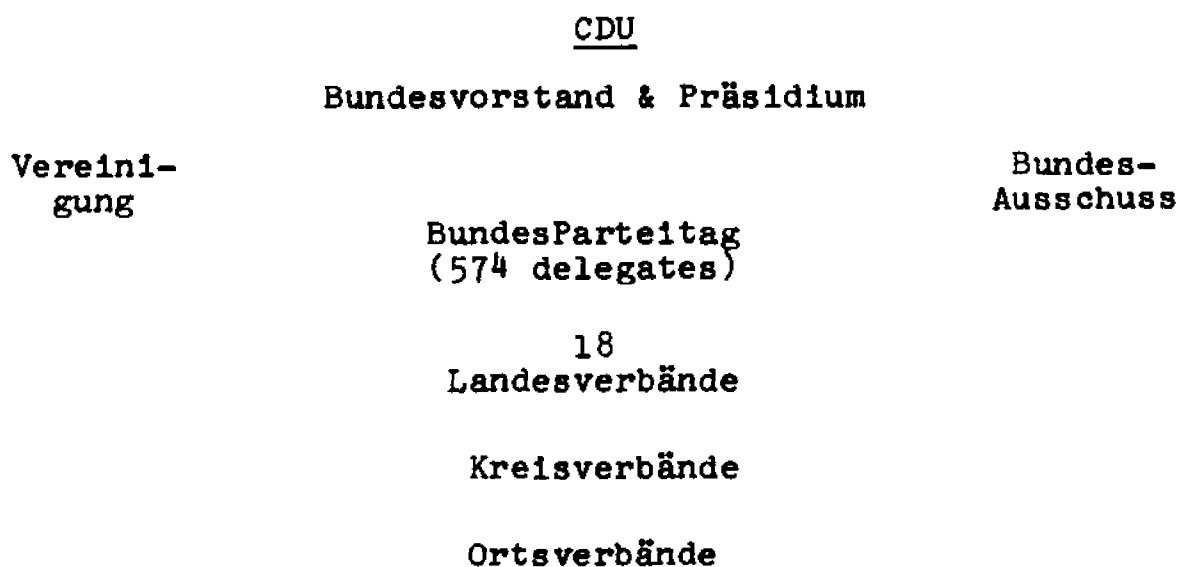 CDU
Bundesvorstand & Präsidium
Vereini-
gung
Bundes-
Ausschuss
BundesParteitag
(574 delegates)
18
Landesverbände
Kreisverbände
Ortsverbände